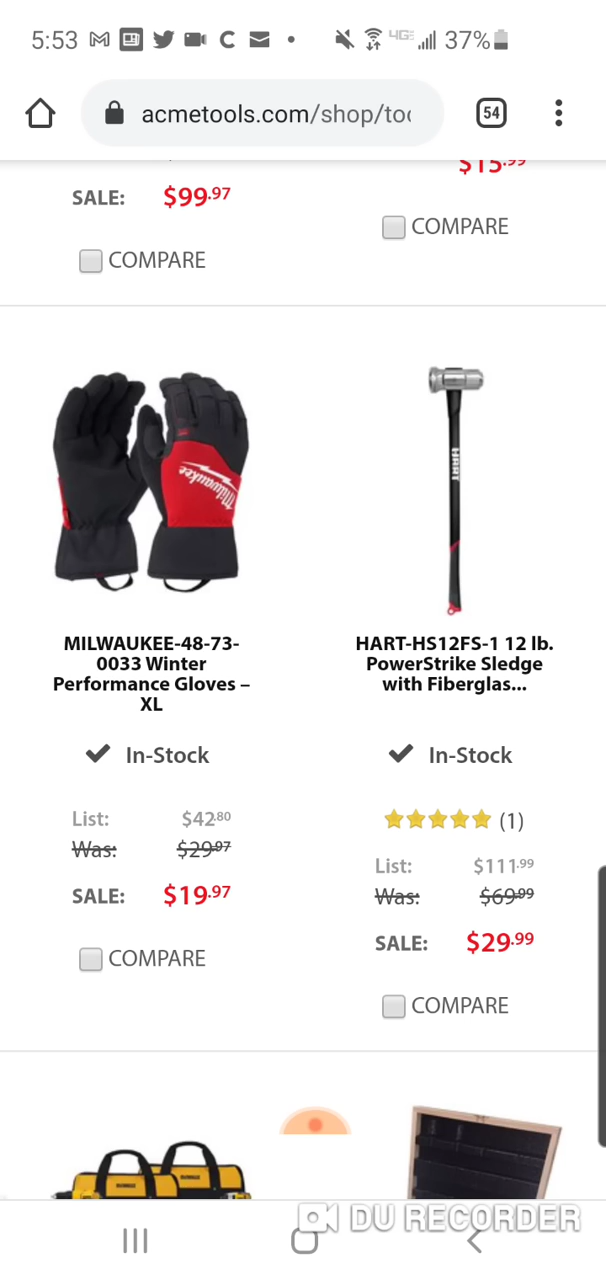 5:53
4GE
37%
acmetools.com/shop/too
54
$15.99
SALE: $99.97
COMPARE
COMPARE
Milwaukee
HART
MILWAUKEE-48-73-
0033 Winter
Performance Gloves –
XL
In-Stock
List: $42.80
Was: $29.97
SALE: $19.97
COMPARE
HART-HS12FS-1 12 lb.
PowerStrike Sledge
with Fiberglas...
In-Stock
(1)
List: $111.99
Was: $69.99
SALE: $29.99
COMPARE
DEWALT
DEWALT
DU RECORDER